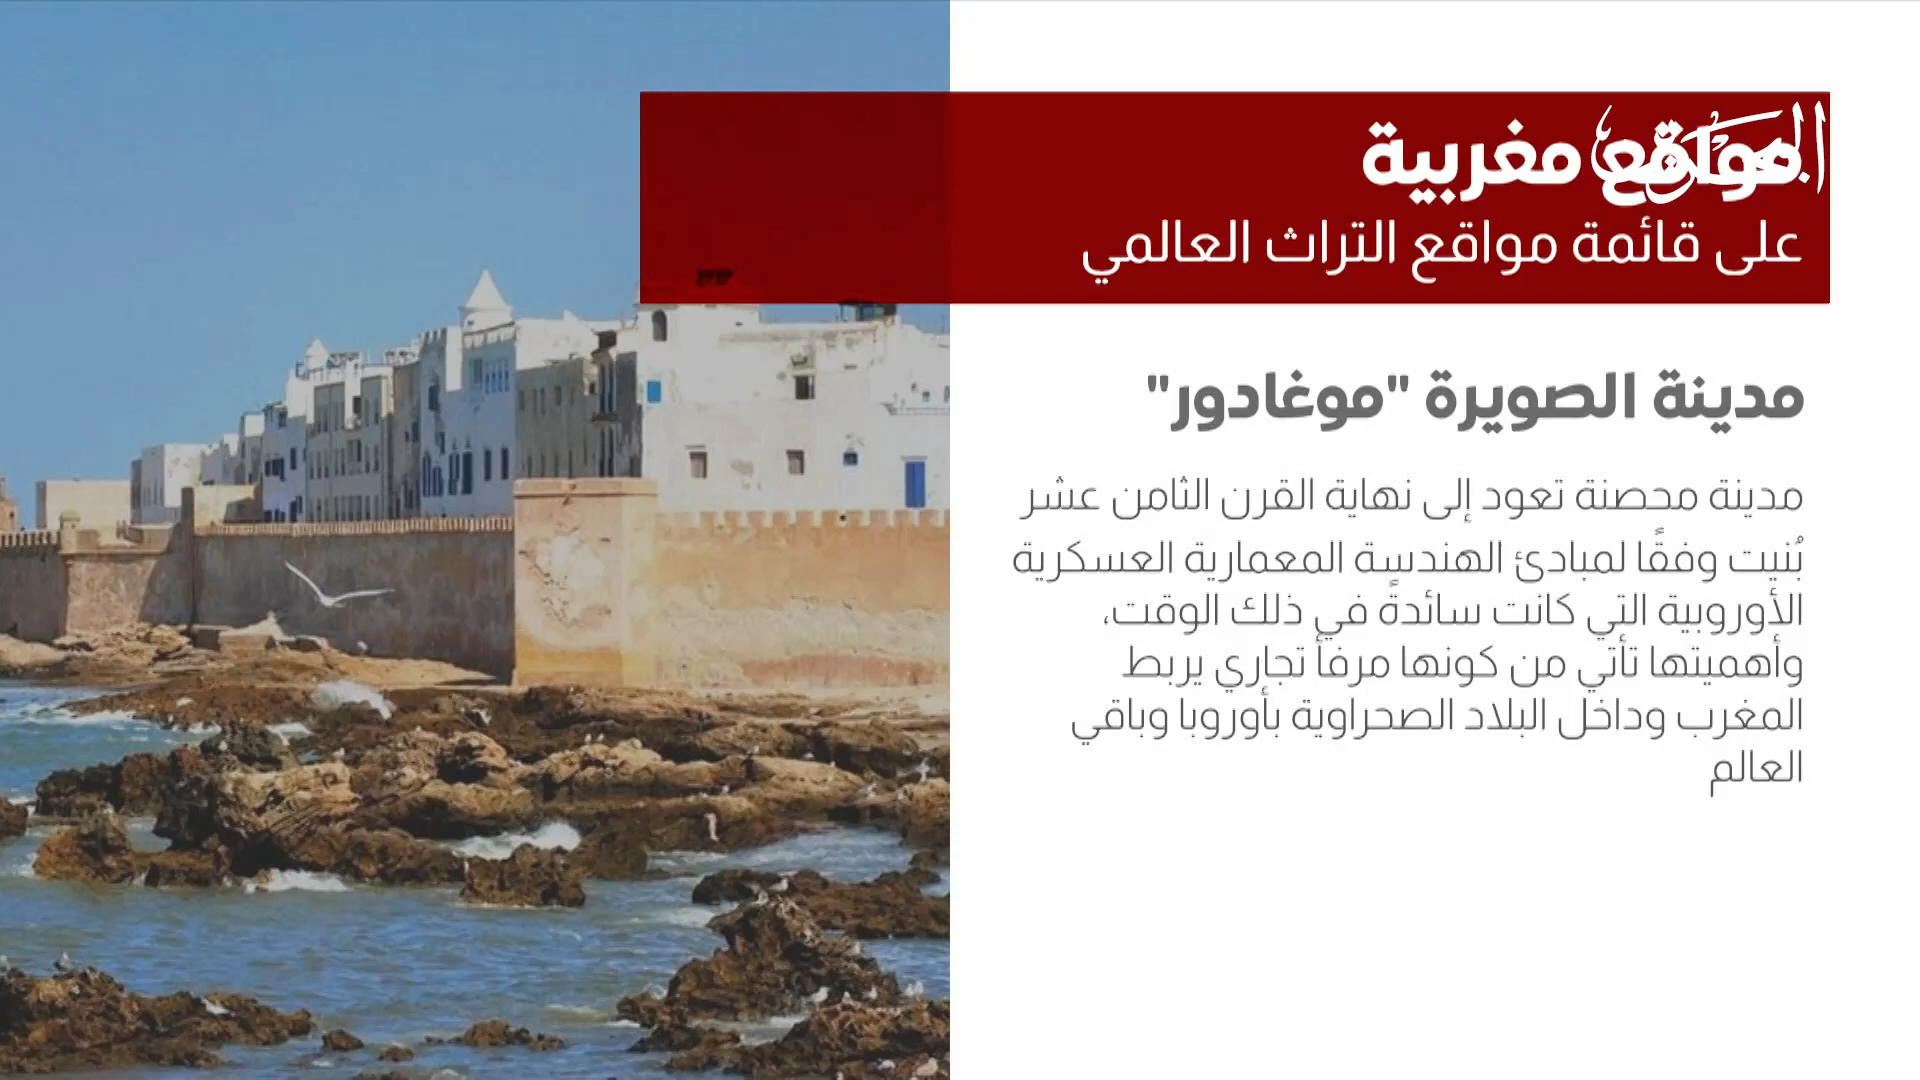 مواقع مغربية
على قائمة مواقع التراث العالمي
مدينة الصويرة "موغادور"
مدينة محصنة تعود إلى نهاية القرن الثامن عشر
بُنيت وفقًا لمبادئ الهندسة المعمارية العسكرية
الأوروبية التي كانت سائدةً في ذلك الوقت،
وأهميتها تأتي من كونها مرفأ تجاري يربط
المغرب وداخل البلاد الصحراوية بأوروبا وباقي
العالم